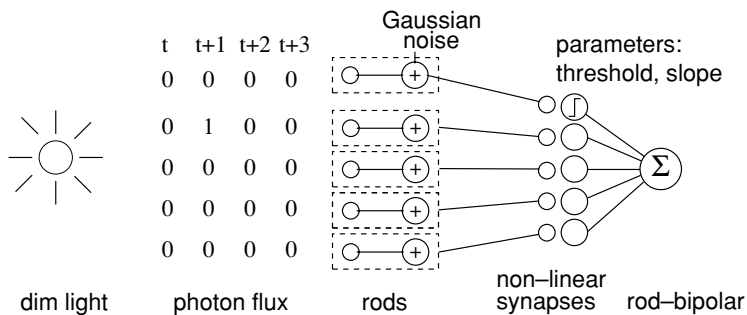 Gaussian
noise
parameters:
threshold, slope
t t+1 t+2 t+3
0 0 0 0
0 1 0 0
0 0 0 0
0 0 0 0
0 0 0 0
+
+
+
+
+
Σ
dim light
photon flux
rods
non–linear
synapses
rod–bipolar